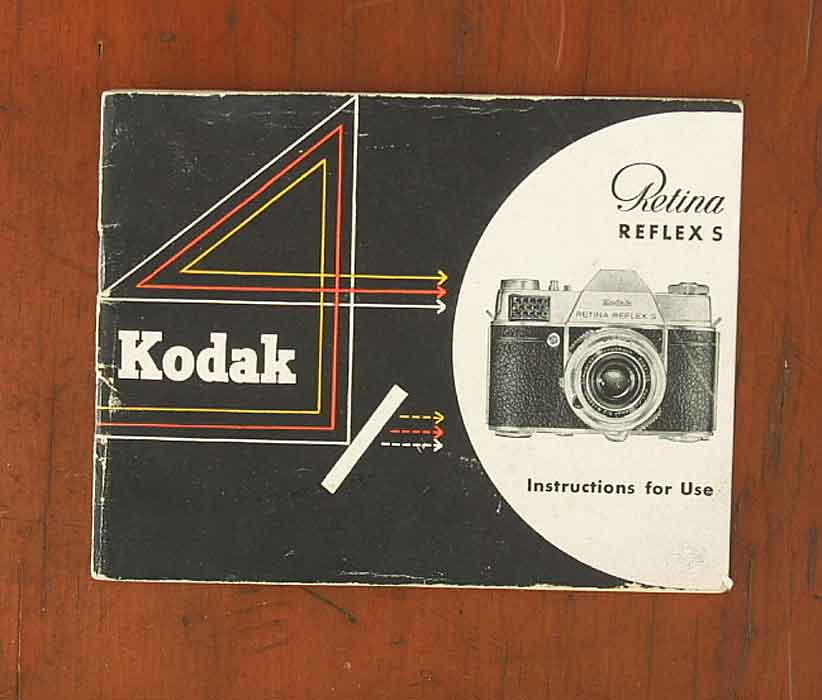 Kodak
Retina
REFLEX S
Kodak
RETINA REFLEX S
Instructions for Use